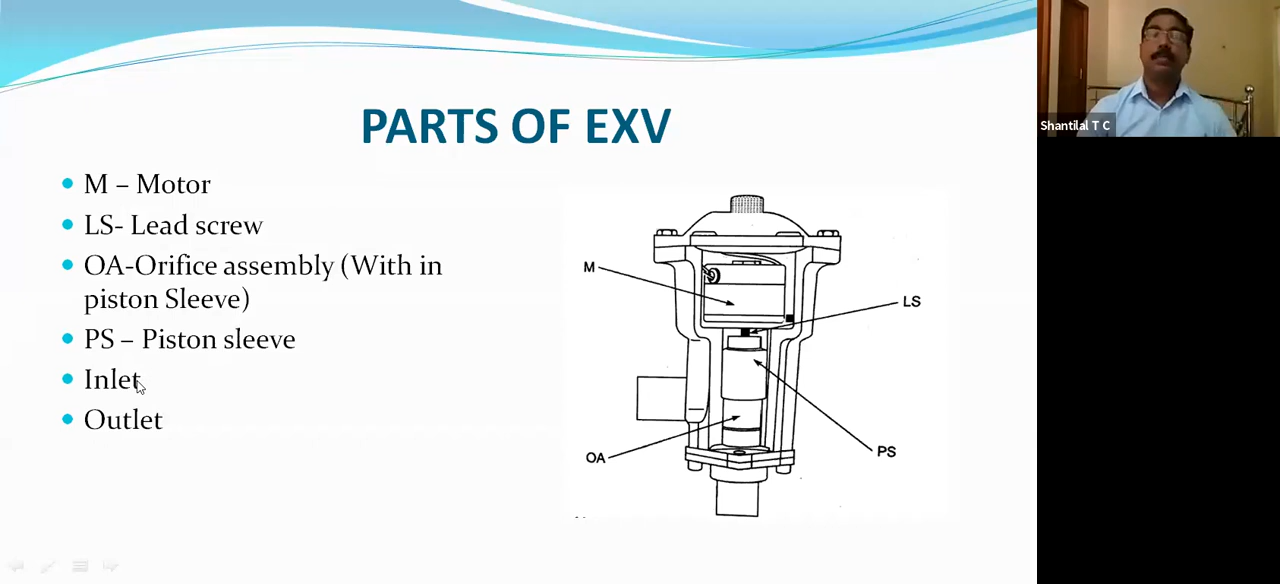 PARTS OF EXV
M – Motor
LS- Lead screw
OA-Orifice assembly (With in
piston Sleeve)
PS – Piston sleeve
Inlet
Outlet
M
LS
OA
PS
Shantilal T C